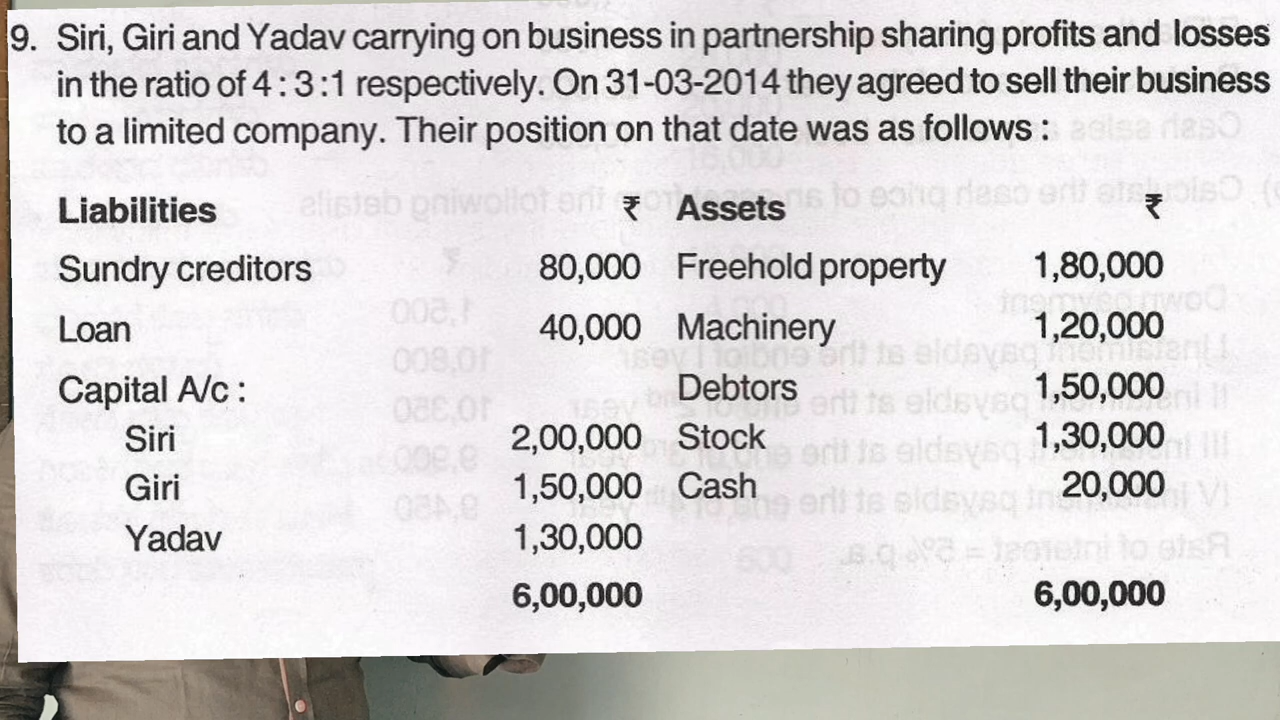 9. Siri, Giri and Yadav carrying on business in partnership sharing profits and losses
in the ratio of 4 : 3 :1 respectively. On 31-03-2014 they agreed to sell their business
to a limited company. Their position on that date was as follows :
Liabilities ₹ Assets ₹
Sundry creditors 80,000 Freehold property 1,80,000
Loan 40,000 Machinery 1,20,000
Capital A/c : Debtors 1,50,000
Siri 2,00,000 Stock 1,30,000
Giri 1,50,000 Cash 20,000
Yadav 1,30,000
6,00,000 6,00,000